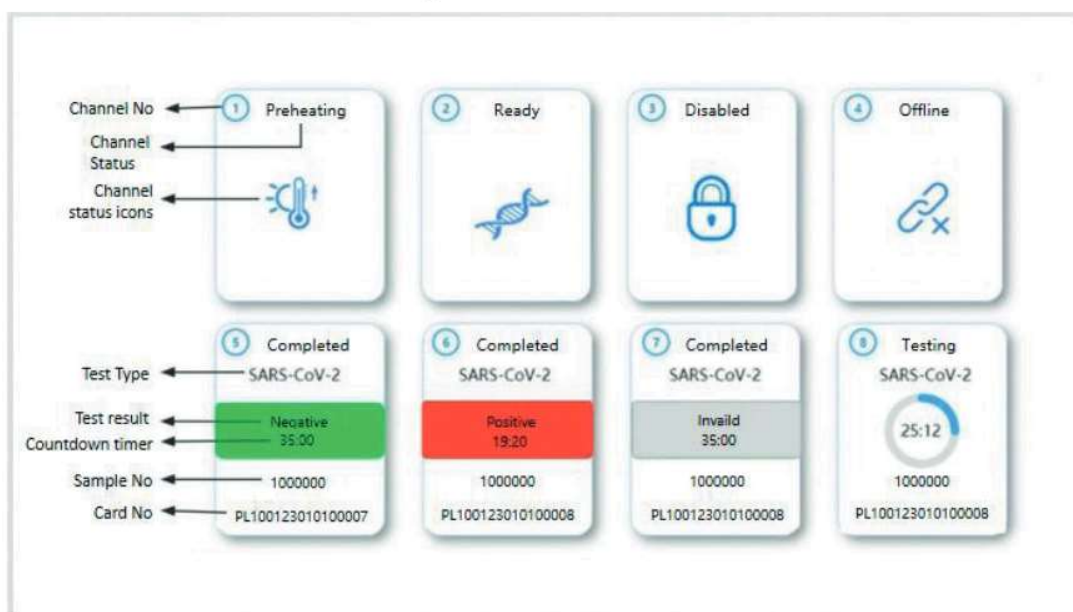 Channel No
1 Preheating
2 Ready
3 Disabled
4 Offline
Channel
Status
Channel
status icons
5 Completed
6 Completed
7 Completed
8 Testing
Test Type
SARS-CoV-2
SARS-CoV-2
SARS-CoV-2
SARS-CoV-2
Test result
Negative
Positive
Invaild
Countdown timer
35:00
19:20
35:00
25:12
Sample No
1000000
1000000
1000000
1000000
Card No
PL100123010100007
PL100123010100008
PL100123010100008
PL100123010100008